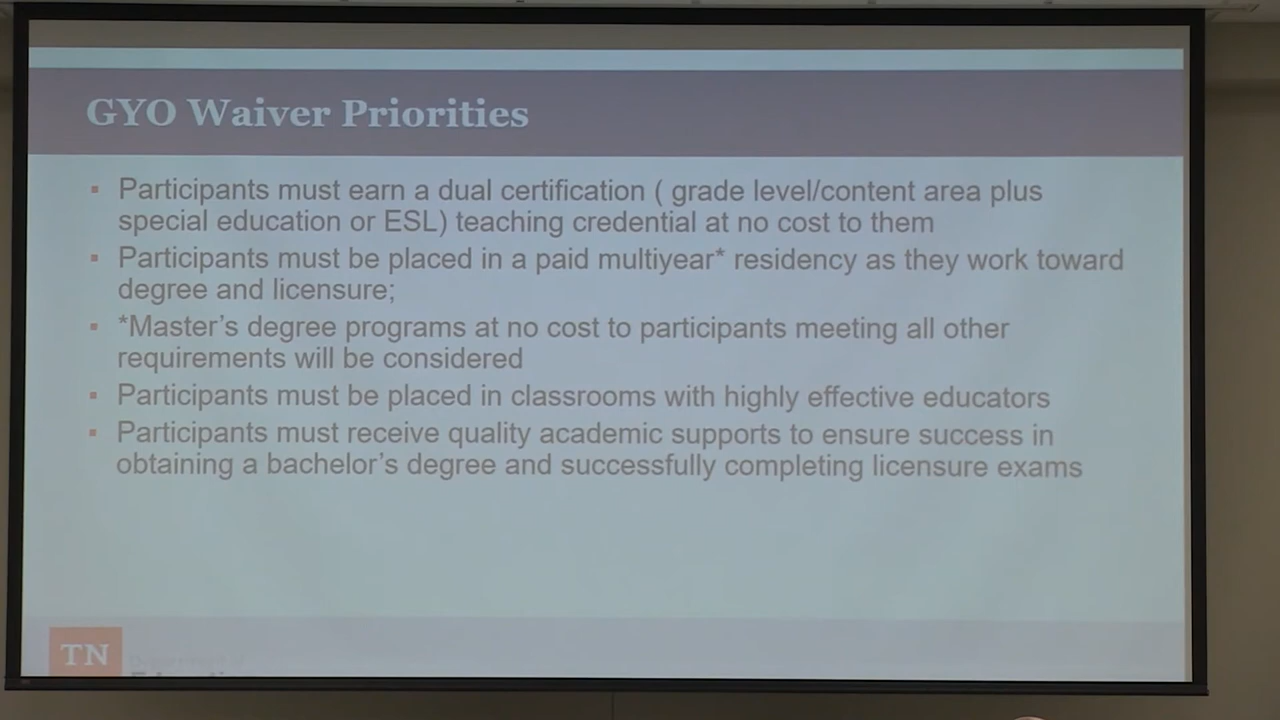 GYO Waiver Priorities
▪ Participants must earn a dual certification ( grade level/content area plus
special education or ESL) teaching credential at no cost to them
▪ Participants must be placed in a paid multiyear* residency as they work toward
degree and licensure;
▪ *Master’s degree programs at no cost to participants meeting all other
requirements will be considered
▪ Participants must be placed in classrooms with highly effective educators
▪ Participants must receive quality academic supports to ensure success in
obtaining a bachelor’s degree and successfully completing licensure exams
TN